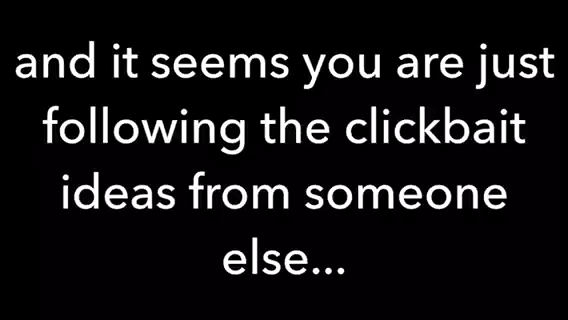 and it seems you are just
following the clickbait
ideas from someone
else...